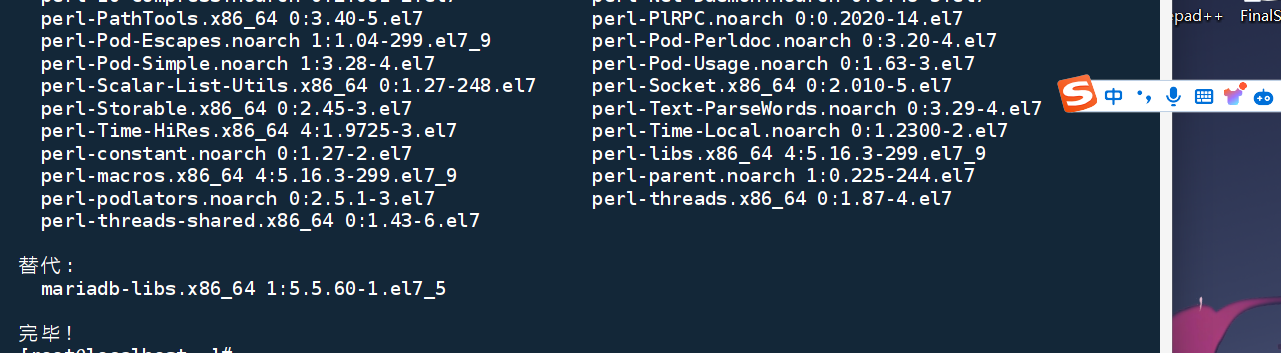 perl-PathTools.x86_64 0:3.40-5.el7 perl-PlRPC.noarch 0:0.2020-14.el7
perl-Pod-Escapes.noarch 1:1.04-299.el7_9 perl-Pod-Perldoc.noarch 0:3.20-4.el7
perl-Pod-Simple.noarch 1:3.28-4.el7 perl-Pod-Usage.noarch 0:1.63-3.el7
perl-Scalar-List-Utils.x86_64 0:1.27-248.el7 perl-Socket.x86_64 0:2.010-5.el7
perl-Storable.x86_64 0:2.45-3.el7 perl-Text-ParseWords.noarch 0:3.29-4.el7
perl-Time-HiRes.x86_64 4:1.9725-3.el7 perl-Time-Local.noarch 0:1.2300-2.el7
perl-constant.noarch 0:1.27-2.el7 perl-libs.x86_64 4:5.16.3-299.el7_9
perl-macros.x86_64 4:5.16.3-299.el7_9 perl-parent.noarch 1:0.225-244.el7
perl-podlators.noarch 0:2.5.1-3.el7 perl-threads.x86_64 0:1.87-4.el7
perl-threads-shared.x86_64 0:1.43-6.el7
替代:
mariadb-libs.x86_64 1:5.5.60-1.el7_5
完毕!
epad++ FinalS
S 中